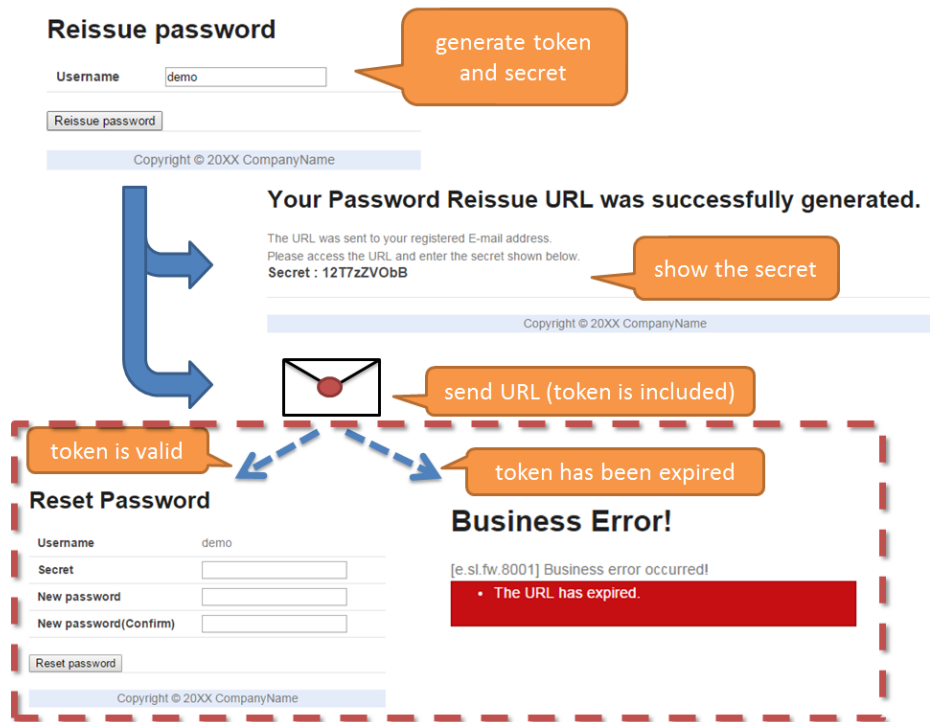 Reissue password
generate token
and secret
Username demo
Reissue password
Copyright © 20XX CompanyName
Your Password Reissue URL was successfully generated.
The URL was sent to your registered E-mail address.
Please access the URL and enter the secret shown below.
Secret : 12T7zZVObB
show the secret
Copyright © 20XX CompanyName
send URL (token is included)
token is valid
token has been expired
Reset Password
Username demo
Secret
New password
New password(Confirm)
Reset password
Copyright © 20XX CompanyName
Business Error!
[e.sl.fw.8001] Business error occurred!
• The URL has expired.